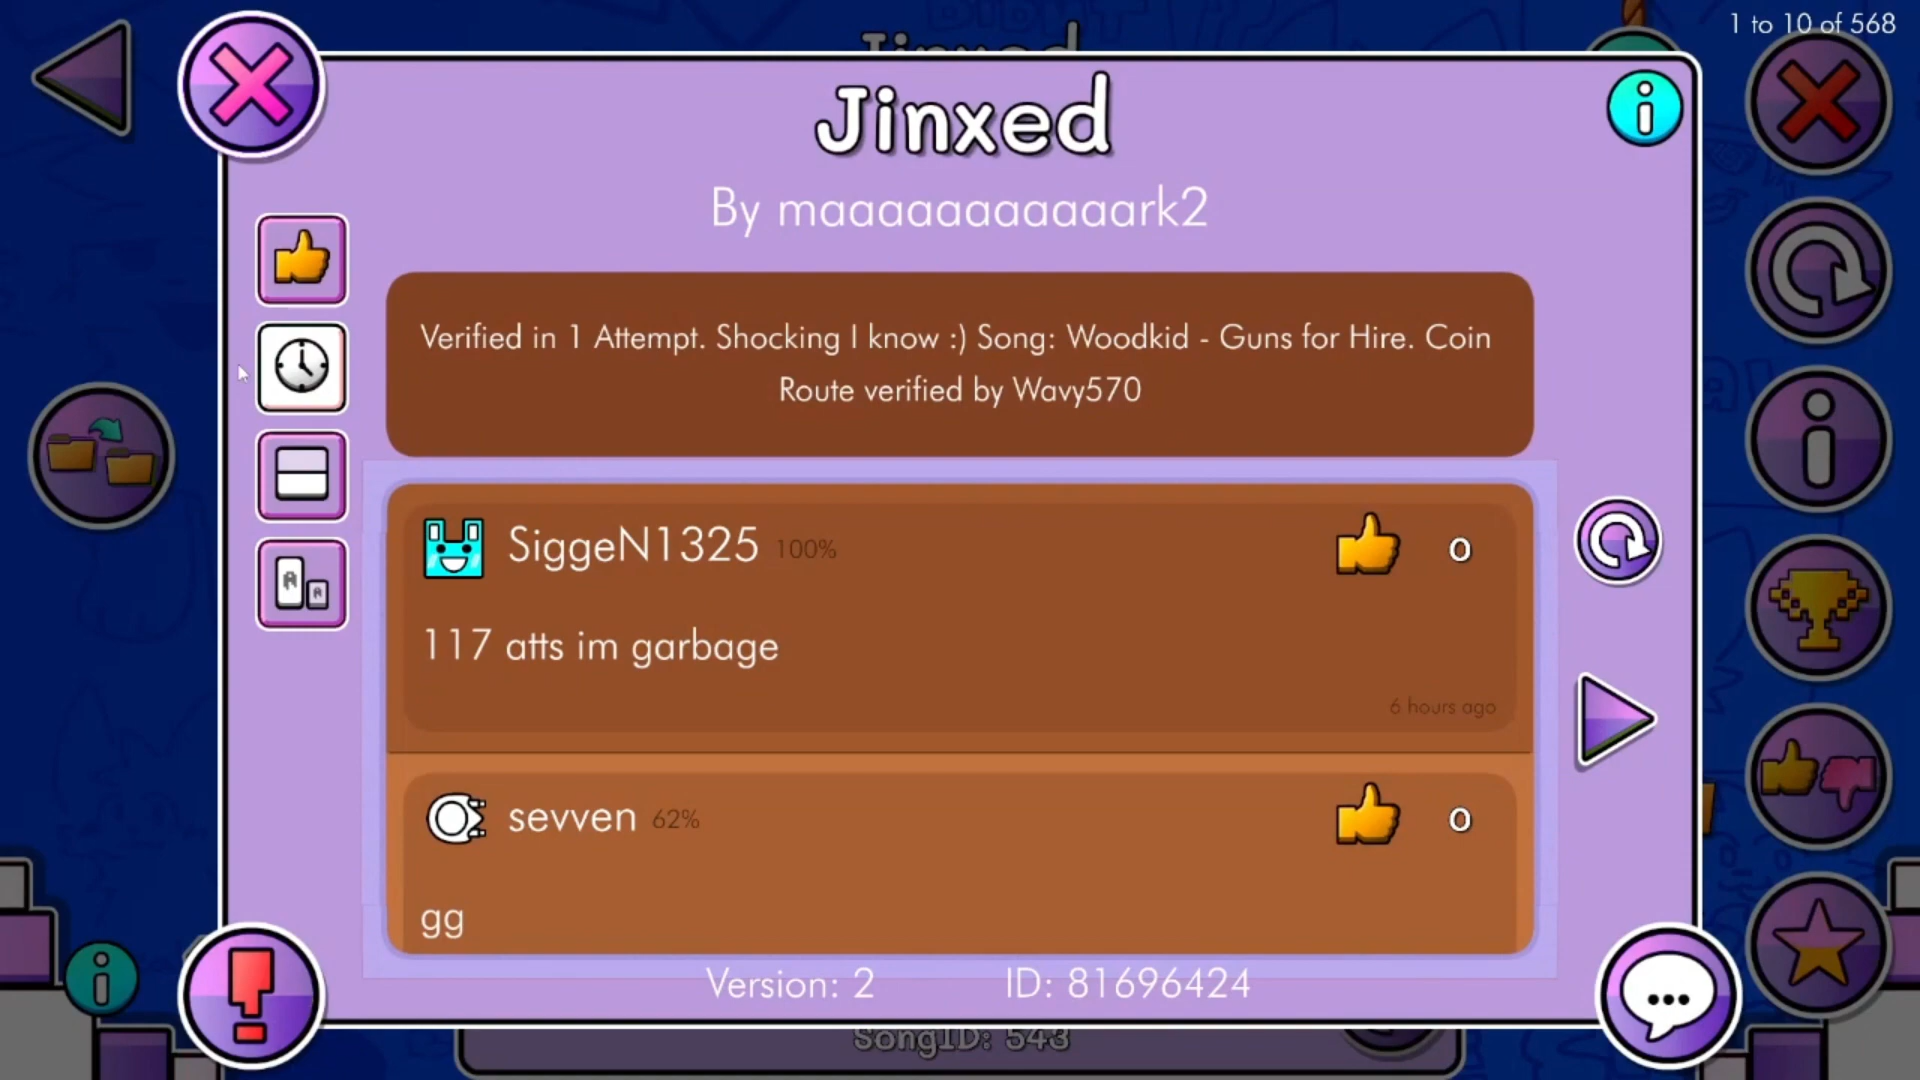 1 to 10 of 568
Jinxed
Jinxed
By maaaaaaaaaaark2
Verified in 1 Attempt. Shocking I know :) Song: Woodkid - Guns for Hire. Coin
Route verified by Wavy570
SiggeN1325 100% 0
117 atts im garbage
6 hours ago
sevven 62% 0
gg
Version: 2 ID: 81696424
SongID: 543